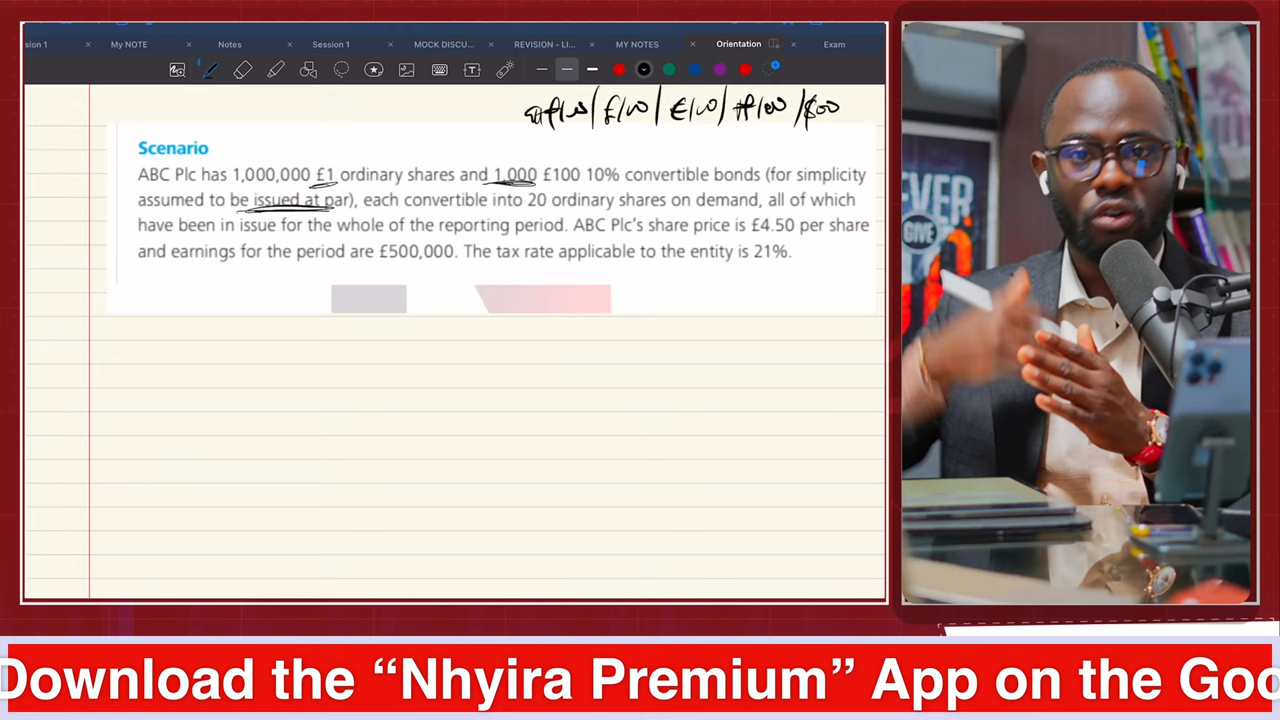 sion 1 My NOTE Notes Session 1 MOCK DISCU... REVISION - LI... MY NOTES Orientation Exam
T
/ £100 / €100 /
Scenario
ABC Plc has 1,000,000 £1 ordinary shares and 1,000 £100 10% convertible bonds (for simplicity
assumed to be issued at par), each convertible into 20 ordinary shares on demand, all of which
have been in issue for the whole of the reporting period. ABC Plc's share price is £4.50 per share
and earnings for the period are £500,000. The tax rate applicable to the entity is 21%.
EVER
GIVE
Download the “Nhyira Premium” App on the Goo